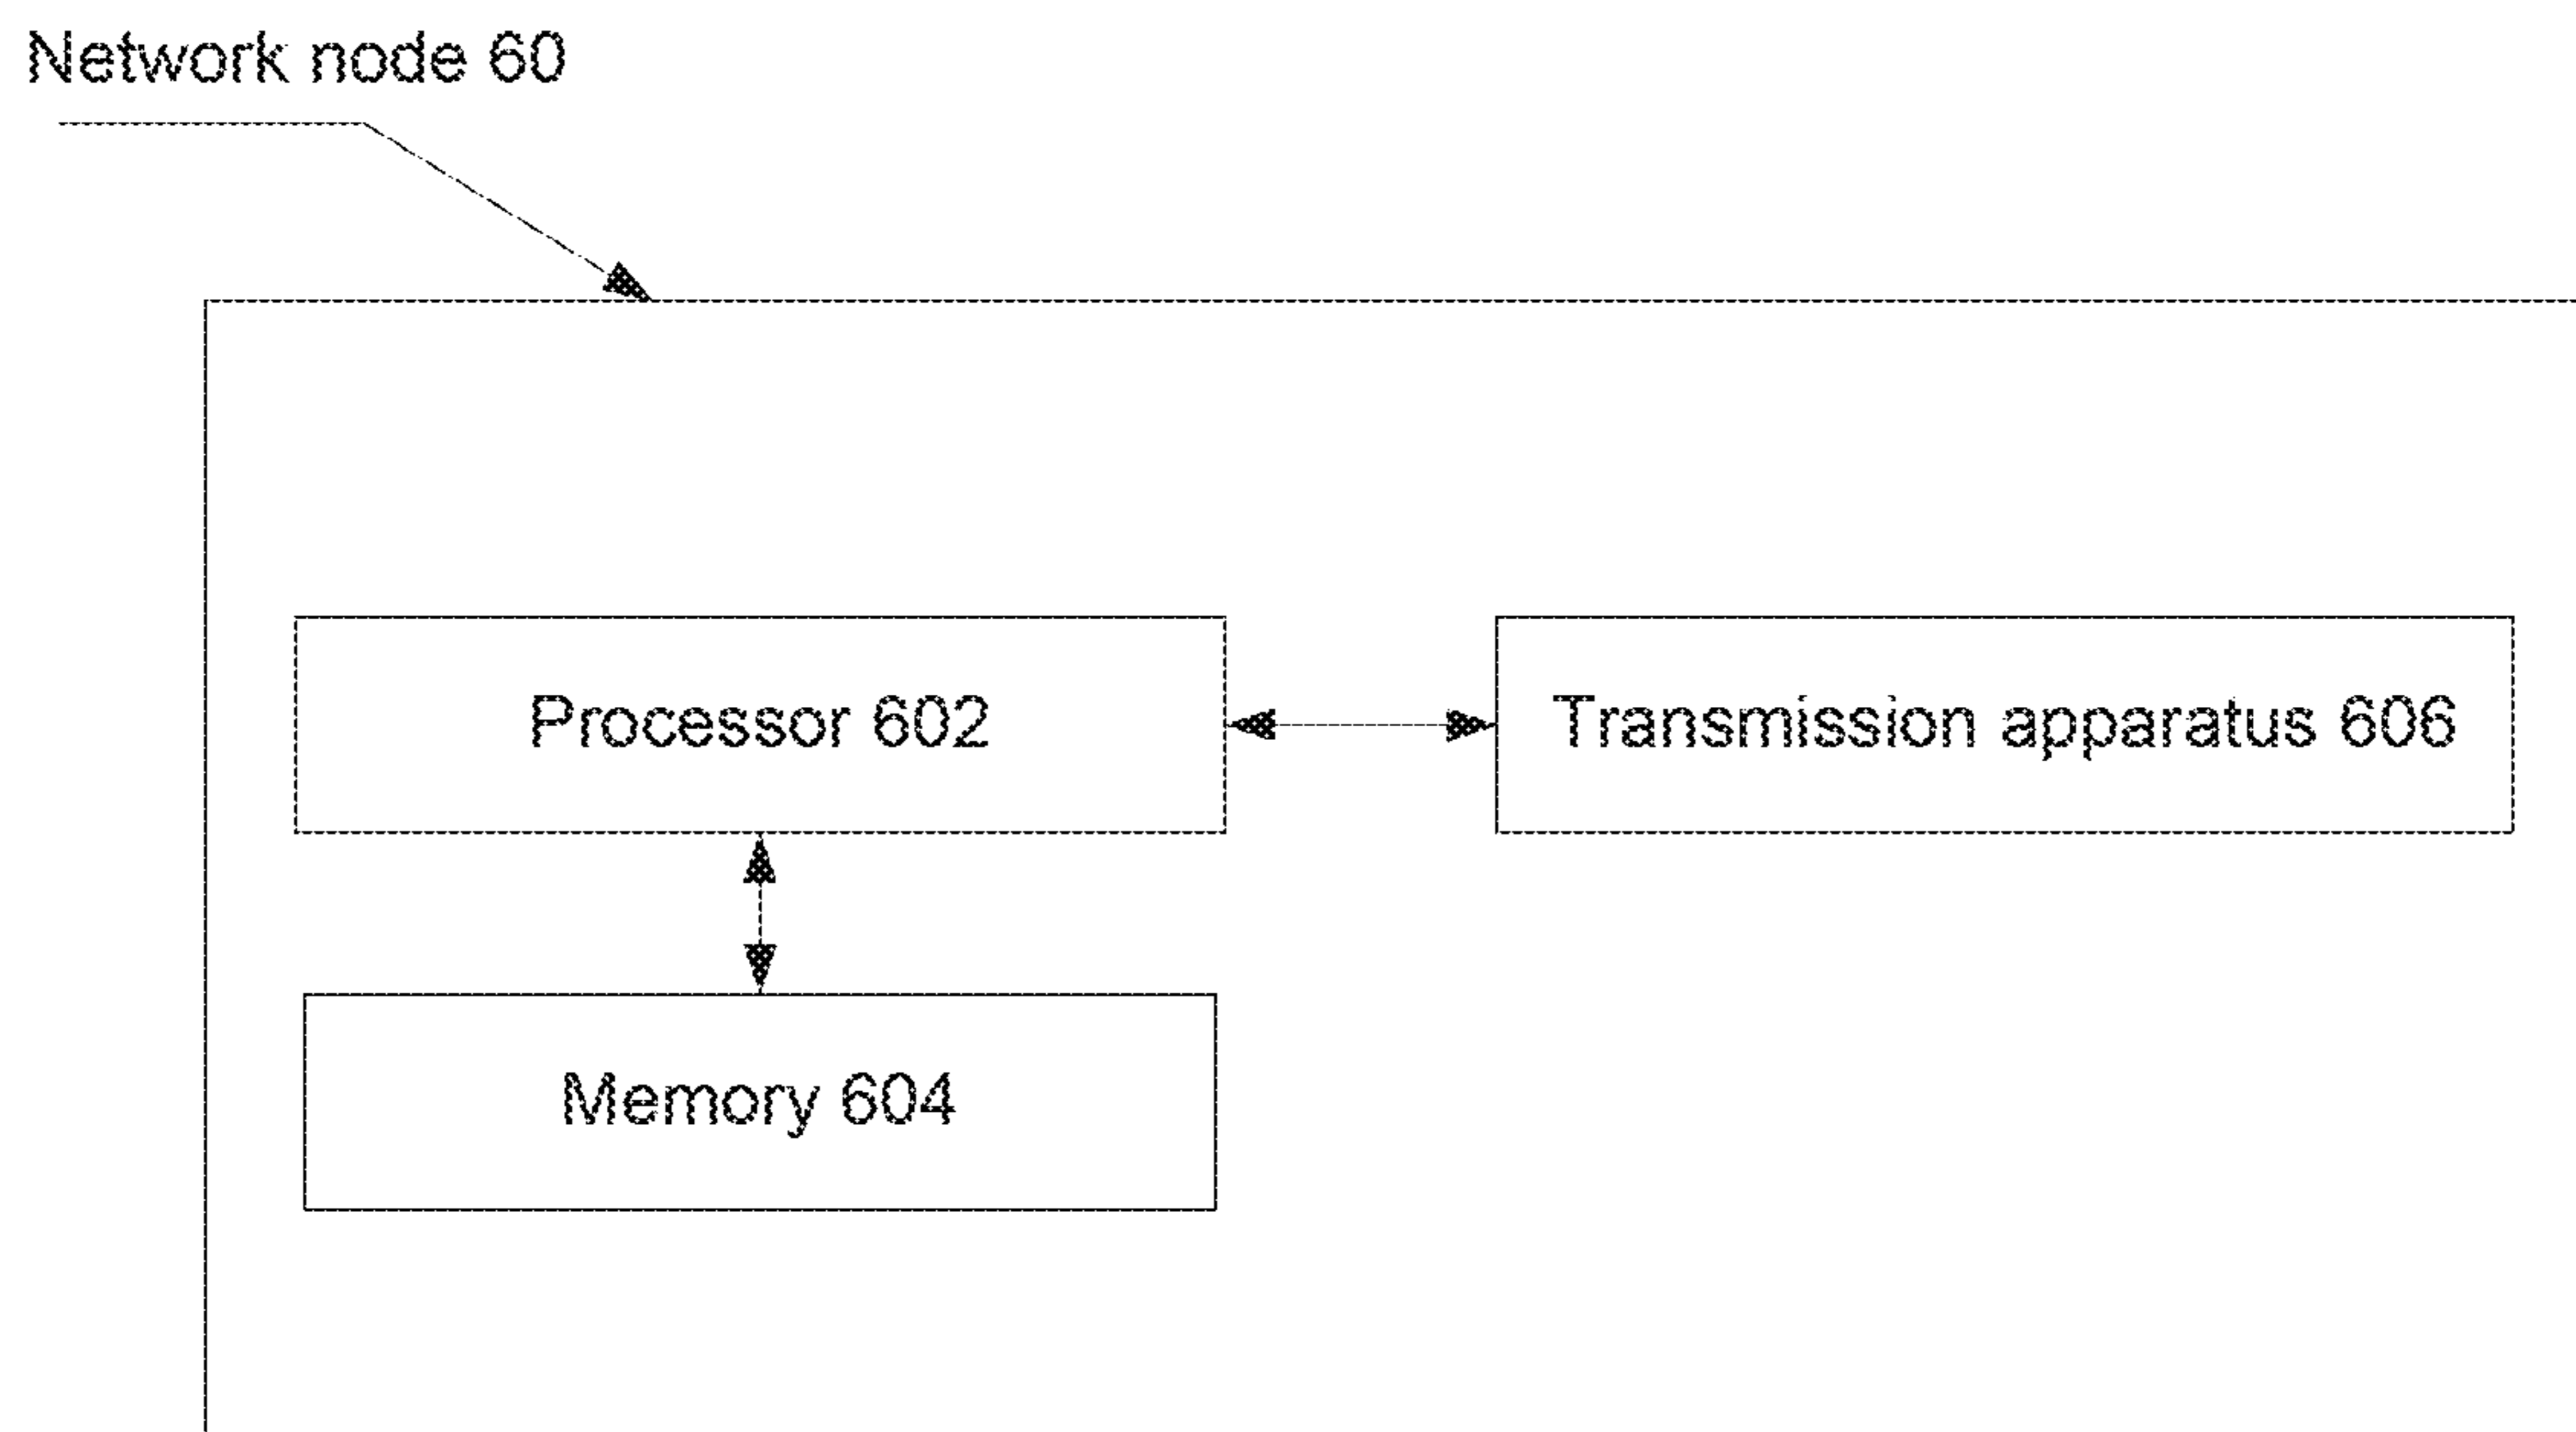 Network node 60
Processor 602
Transmission apparatus 606
Memory 604